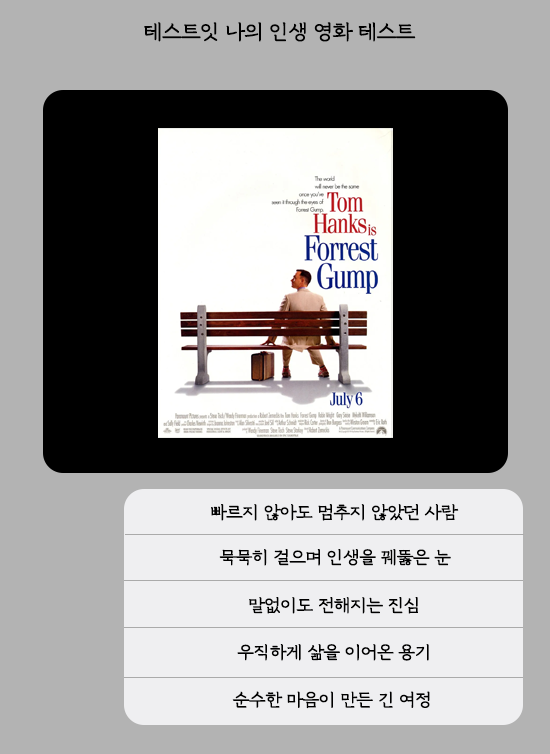 테스트잇 나의 인생 영화 테스트
The world
will never be the same
once you've
seen it through the eyes of
Forrest Gump.
Tom
Hanks is
Forrest
Gump
July 6
빠르지 않아도 멈추지 않았던 사람
묵묵히 걸으며 인생을 꿰뚫은 눈
말없이도 전해지는 진심
우직하게 삶을 이어온 용기
순수한 마음이 만든 긴 여정